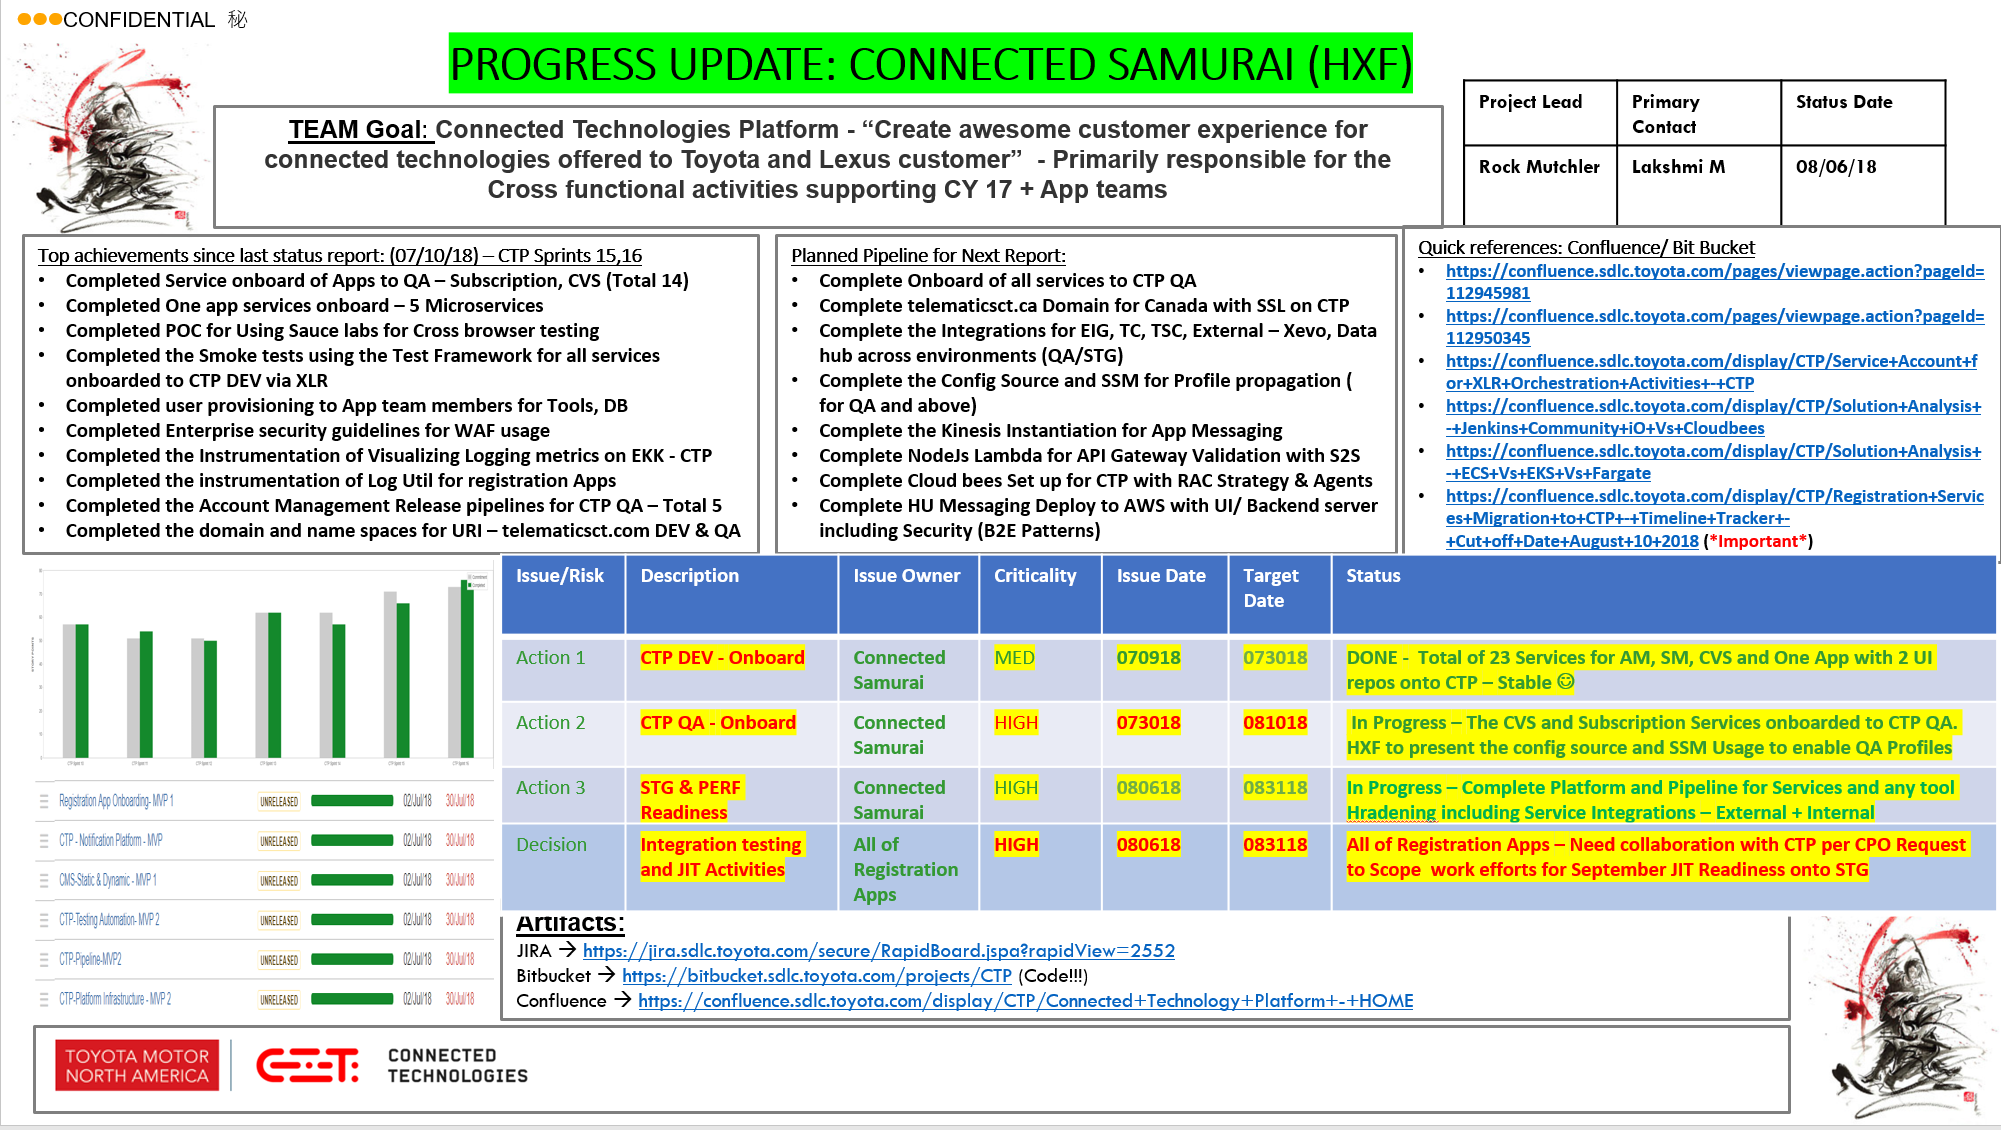 CONFIDENTIAL 秘
PROGRESS UPDATE: CONNECTED SAMURAI (HXF)
TEAM Goal: Connected Technologies Platform - “Create awesome customer experience for
connected technologies offered to Toyota and Lexus customer” - Primarily responsible for the
Cross functional activities supporting CY 17 + App teams
Project Lead Primary Contact Status Date
Rock Mutchler Lakshmi M 08/06/18
Top achievements since last status report: (07/10/18) – CTP Sprints 15,16
• Completed Service onboard of Apps to QA – Subscription, CVS (Total 14)
• Completed One app services onboard – 5 Microservices
• Completed POC for Using Sauce labs for Cross browser testing
• Completed the Smoke tests using the Test Framework for all services
onboarded to CTP DEV via XLR
• Completed user provisioning to App team members for Tools, DB
• Completed Enterprise security guidelines for WAF usage
• Completed the Instrumentation of Visualizing Logging metrics on EKK - CTP
• Completed the instrumentation of Log Util for registration Apps
• Completed the Account Management Release pipelines for CTP QA – Total 5
• Completed the domain and name spaces for URI – telematicsct.com DEV & QA
Planned Pipeline for Next Report:
• Complete Onboard of all services to CTP QA
• Complete telematicsct.ca Domain for Canada with SSL on CTP
• Complete the Integrations for EIG, TC, TSC, External – Xevo, Data
hub across environments (QA/STG)
• Complete the Config Source and SSM for Profile propagation (
for QA and above)
• Complete the Kinesis Instantiation for App Messaging
• Complete NodeJs Lambda for API Gateway Validation with S2S
• Complete Cloud bees Set up for CTP with RAC Strategy & Agents
• Complete HU Messaging Deploy to AWS with UI/ Backend server
including Security (B2E Patterns)
Quick references: Confluence/ Bit Bucket
• https://confluence.sdlc.toyota.com/pages/viewpage.action?pageId=
112945981
• https://confluence.sdlc.toyota.com/pages/viewpage.action?pageId=
112950345
• https://confluence.sdlc.toyota.com/display/CTP/Service+Account+f
or+XLR+Orchestration+Activities+-+CTP
• https://confluence.sdlc.toyota.com/display/CTP/Solution+Analysis+
-+Jenkins+Community+iO+Vs+Cloudbees
• https://confluence.sdlc.toyota.com/display/CTP/Solution+Analysis+
-+ECS+Vs+EKS+Vs+Fargate
• https://confluence.sdlc.toyota.com/display/CTP/Registration+Servic
es+Migration+to+CTP+-+Timeline+Tracker+-
+Cut+off+Date+August+10+2018 (*Important*)
Issue/Risk Description Issue Owner Criticality Issue Date Target Date Status
Action 1 CTP DEV - Onboard Connected Samurai MED 070918 073018 DONE - Total of 23 Services for AM, SM, CVS and One App with 2 UI
repos onto CTP – Stable ☺
Action 2 CTP QA - Onboard Connected Samurai HIGH 073018 081018 In Progress – The CVS and Subscription Services onboarded to CTP QA.
HXF to present the config source and SSM Usage to enable QA Profiles
Action 3 STG & PERF Readiness Connected Samurai HIGH 080618 083118 In Progress – Complete Platform and Pipeline for Services and any tool
Hradening including Service Integrations – External + Internal
Decision Integration testing and JIT Activities All of Registration Apps HIGH 080618 083118 All of Registration Apps – Need collaboration with CTP per CPO Request
to Scope work efforts for September JIT Readiness onto STG
Registration App Onboarding- MVP 1 UNRELEASED 02/Jul/18 30/Jul/18
CTP - Notification Platform - MVP UNRELEASED 02/Jul/18 30/Jul/18
CMS-Static & Dynamic - MVP 1 UNRELEASED 02/Jul/18 30/Jul/18
CTP-Testing Automation- MVP 2 UNRELEASED 02/Jul/18 30/Jul/18
CTP-Pipeline-MVP2 UNRELEASED 02/Jul/18 30/Jul/18
CTP-Platform Infrastructure - MVP 2 UNRELEASED 02/Jul/18 30/Jul/18
Artifacts:
JIRA → https://jira.sdlc.toyota.com/secure/RapidBoard.jspa?rapidView=2552
Bitbucket → https://bitbucket.sdlc.toyota.com/projects/CTP (Code!!!)
Confluence → https://confluence.sdlc.toyota.com/display/CTP/Connected+Technology+Platform+-+HOME
TOYOTA MOTOR
NORTH AMERICA
CONNECTED
TECHNOLOGIES